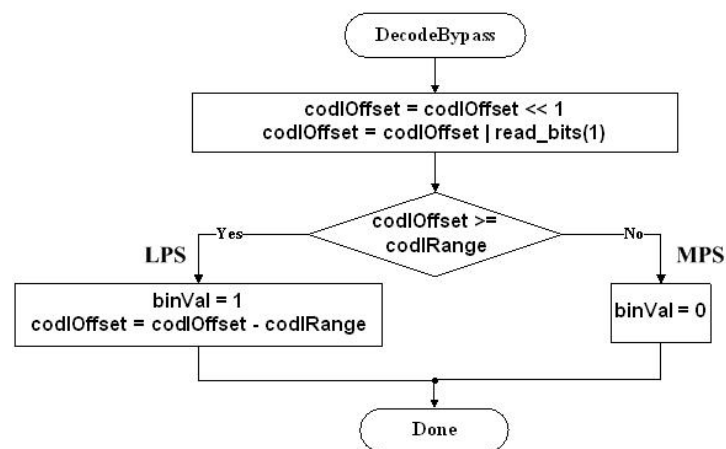 DecodeBypass
codIOffset = codIOffset << 1
codIOffset = codIOffset | read_bits(1)
codIOffset >=
codIRange
Yes
No
LPS
MPS
binVal = 1
codIOffset = codIOffset - codIRange
binVal = 0
Done